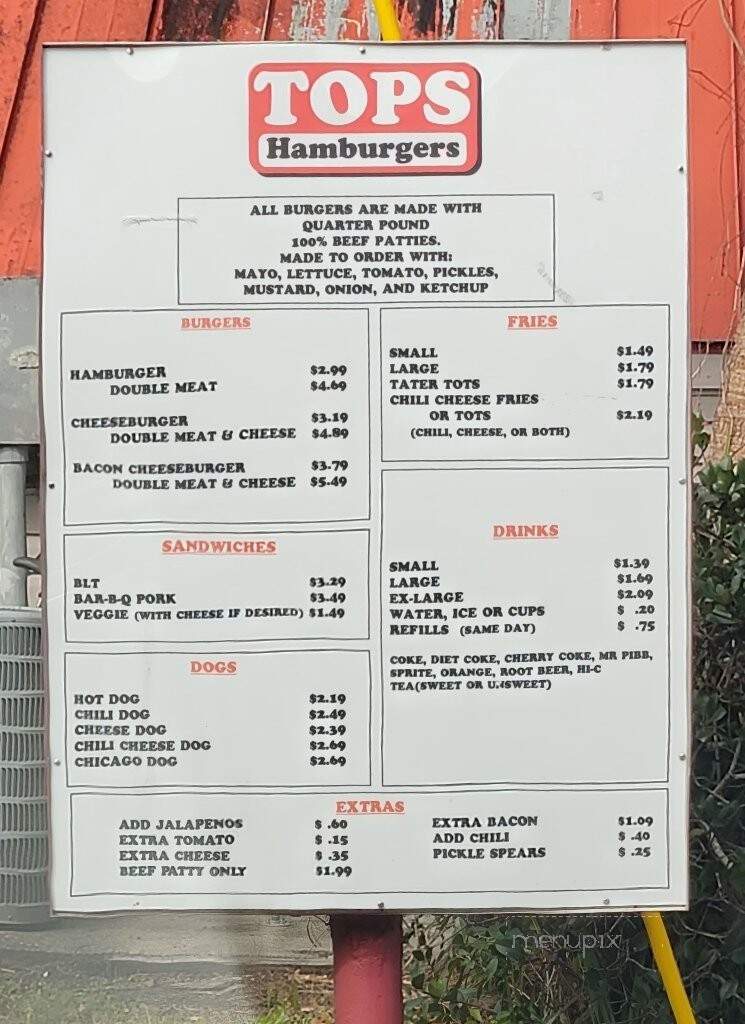 TOPS
Hamburgers
ALL BURGERS ARE MADE WITH
QUARTER POUND
100% BEEF PATTIES.
MADE TO ORDER WITH:
MAYO, LETTUCE, TOMATO, PICKLES,
MUSTARD, ONION, AND KETCHUP
BURGERS
HAMBURGER $2.99
DOUBLE MEAT $4.69
CHEESEBURGER $3.19
DOUBLE MEAT & CHEESE $4.89
BACON CHEESEBURGER $3.79
DOUBLE MEAT & CHEESE $5.49
SANDWICHES
BLT $3.29
BAR-B-Q PORK $3.49
VEGGIE (WITH CHEESE IF DESIRED) $1.49
DOGS
HOT DOG $2.19
CHILI DOG $2.49
CHEESE DOG $2.39
CHILI CHEESE DOG $2.69
CHICAGO DOG $2.69
FRIES
SMALL $1.49
LARGE $1.79
TATER TOTS $1.79
CHILI CHEESE FRIES
OR TOTS $2.19
(CHILI, CHEESE, OR BOTH)
DRINKS
SMALL $1.39
LARGE $1.69
EX-LARGE $2.09
WATER, ICE OR CUPS $ .20
REFILLS (SAME DAY) $ .75
COKE, DIET COKE, CHERRY COKE, MR PIBB,
SPRITE, ORANGE, ROOT BEER, HI-C
TEA(SWEET OR UNSWEET)
EXTRAS
ADD JALAPENOS $ .60
EXTRA TOMATO $ .15
EXTRA CHEESE $ .35
BEEF PATTY ONLY $1.99
EXTRA BACON $1.09
ADD CHILI $ .40
PICKLE SPEARS $ .25
menupix